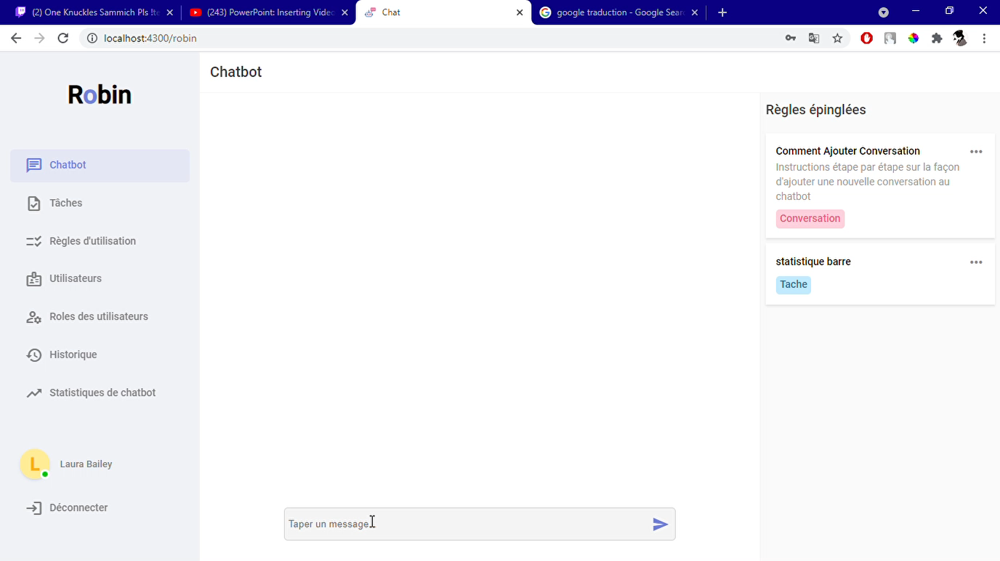 (2) One Knuckles Sammich Pls !te
(243) PowerPoint: Inserting Video
Chat
google traduction - Google Sear
localhost:4300/robin
Robin
Chatbot
Tâches
Règles d'utilisation
Utilisateurs
Roles des utilisateurs
Historique
Statistiques de chatbot
L
Laura Bailey
Déconnecter
Chatbot
Taper un message
Règles épinglées
Comment Ajouter Conversation
Instructions étape par étape sur la façon
d'ajouter une nouvelle conversation au
chatbot
Conversation
statistique barre
Tache